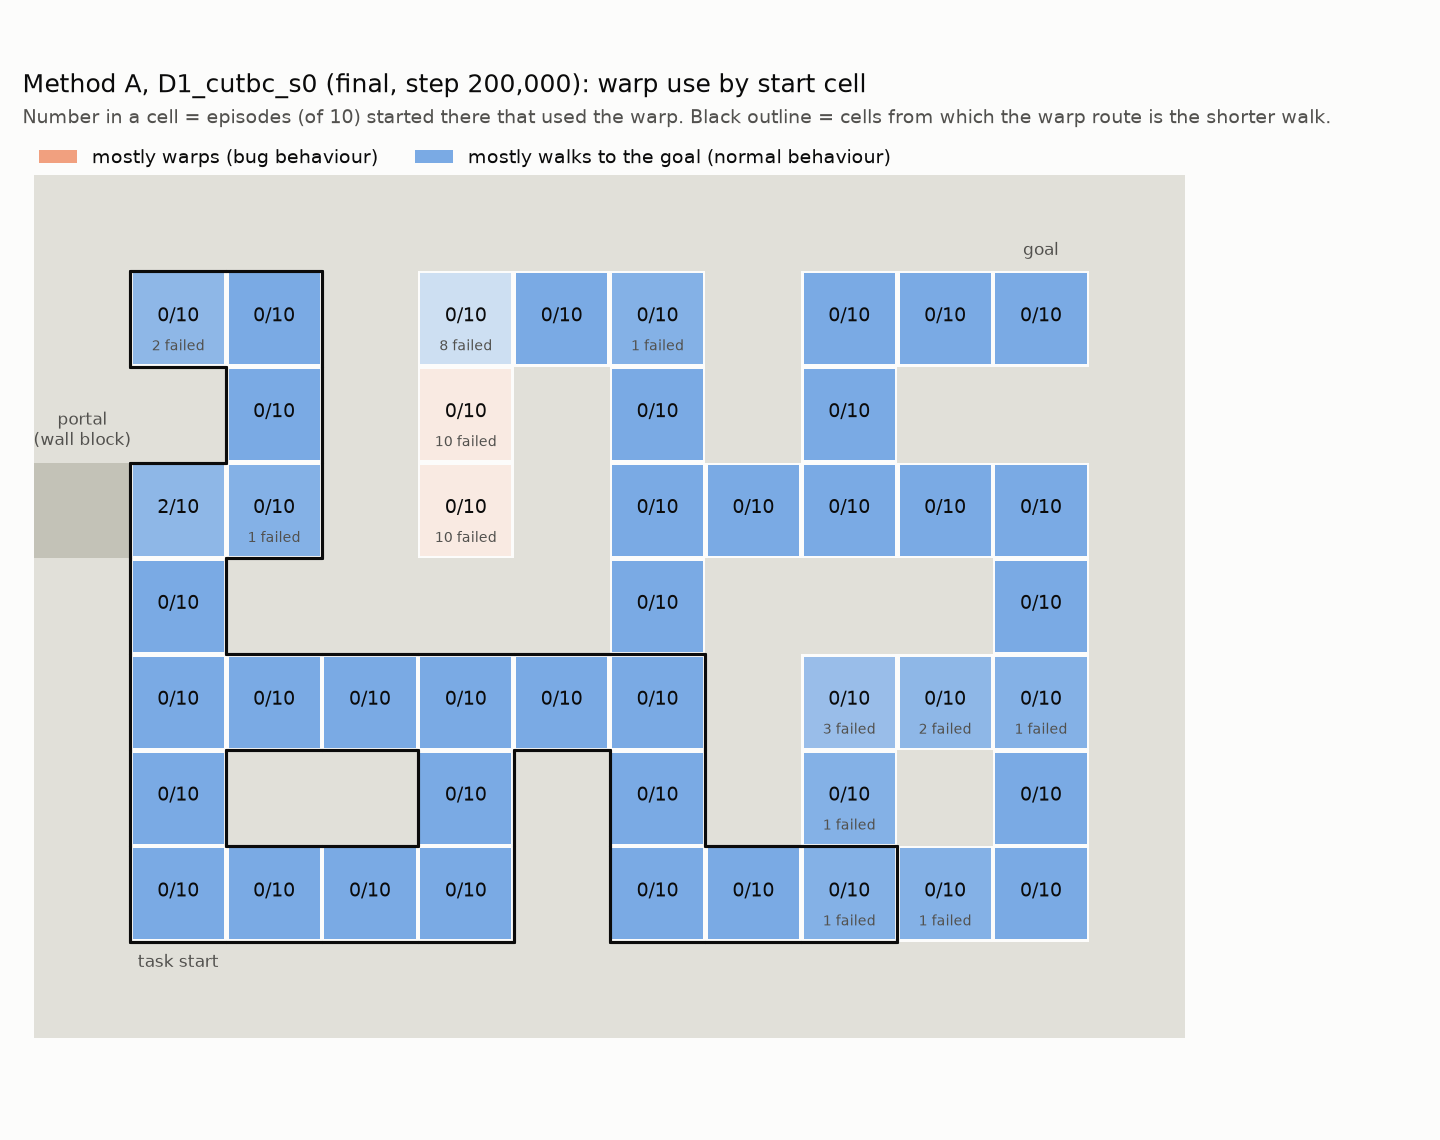 Method A, D1_cutbc_s0 (final, step 200,000): warp use by start cell
Number in a cell = episodes (of 10) started there that used the warp. Black outline = cells from which the warp route is the shorter walk.
mostly warps (bug behaviour) mostly walks to the goal (normal behaviour)
goal
0/10 0/10 0/10 0/10 0/10 0/10 0/10 0/10
2 failed 8 failed 1 failed
0/10 0/10 0/10 0/10
portal
(wall block)
10 failed
2/10 0/10 0/10 0/10 0/10 0/10 0/10 0/10
1 failed 10 failed
0/10 0/10 0/10
0/10 0/10 0/10 0/10 0/10 0/10 0/10 0/10 0/10
3 failed 2 failed 1 failed
0/10 0/10 0/10 0/10 0/10
1 failed
0/10 0/10 0/10 0/10 0/10 0/10 0/10 0/10 0/10
1 failed 1 failed
task start